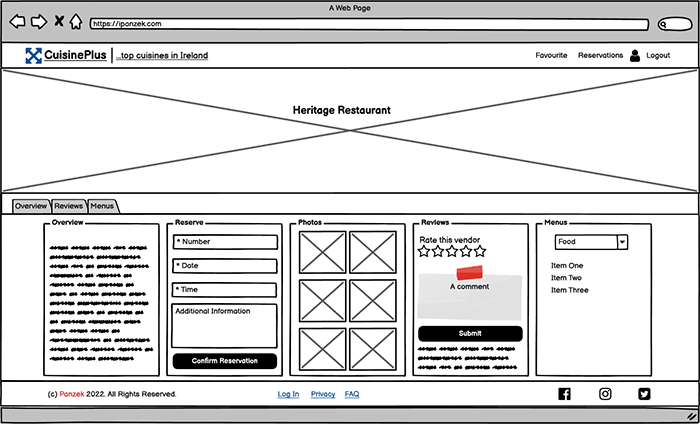 A Web Page
https://ipanzek.com
CuisinePlus
...top cuisines in Ireland
Favourite
Reservations
Logout
Heritage Restaurant
Overview
Reviews
Menus
Overview
Reserve
Photos
Reviews
Menus
* Number
* Date
* Time
Additional Information
Confirm Reservation
Rate this vendor
A comment
Submit
Food
Item One
Item Two
Item Three
(c) Panzek 2022. All Rights Reserved.
Log In
Privacy
FAQ